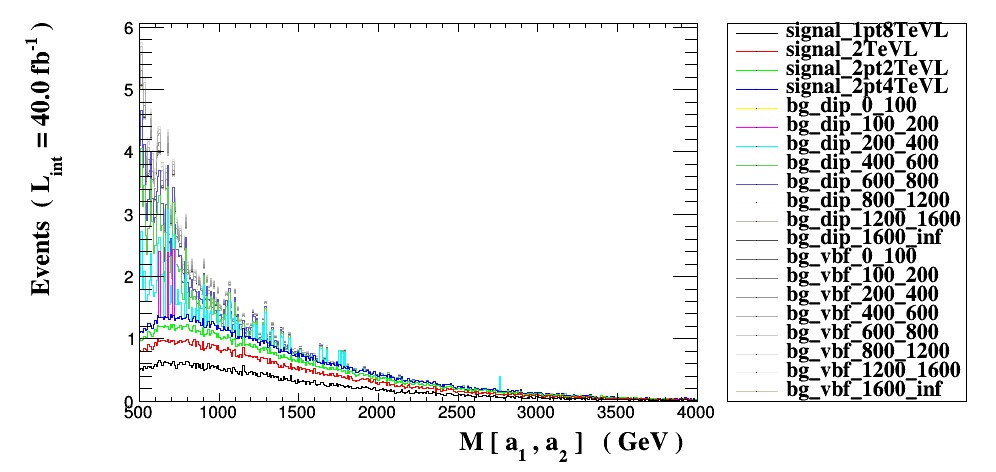 Events ( L_int = 40.0 fb^-1 )
6
5
4
3
2
1
0
500 1000 1500 2000 2500 3000 3500 4000
M [ a_1 , a_2 ] ( GeV )
signal_1pt8TeVL
signal_2TeVL
signal_2pt2TeVL
signal_2pt4TeVL
bg_dip_0_100
bg_dip_100_200
bg_dip_200_400
bg_dip_400_600
bg_dip_600_800
bg_dip_800_1200
bg_dip_1200_1600
bg_dip_1600_inf
bg_vbf_0_100
bg_vbf_100_200
bg_vbf_200_400
bg_vbf_400_600
bg_vbf_600_800
bg_vbf_800_1200
bg_vbf_1200_1600
bg_vbf_1600_inf